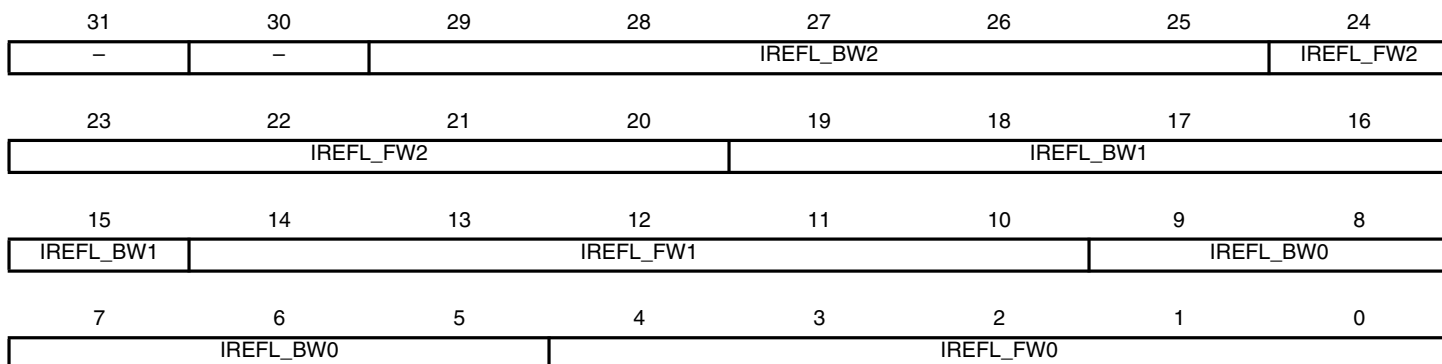 31 30 29 28 27 26 25 24
– – IREFL_BW2 IREFL_FW2
23 22 21 20 19 18 17 16
IREFL_FW2 IREFL_BW1
15 14 13 12 11 10 9 8
IREFL_BW1 IREFL_FW1 IREFL_BW0
7 6 5 4 3 2 1 0
IREFL_BW0 IREFL_FW0